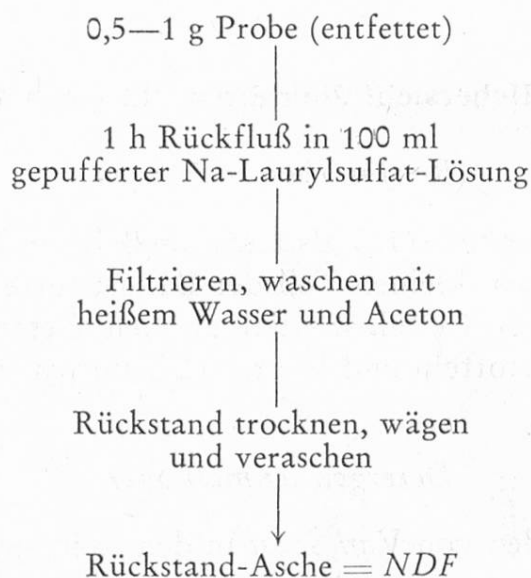 0,5—1 g Probe (entfettet)
1 h Rückfluß in 100 ml
gepufferter Na-Laurylsulfat-Lösung
Filtrieren, waschen mit
heißem Wasser und Aceton
Rückstand trocknen, wägen
und veraschen
Rückstand-Asche = NDF